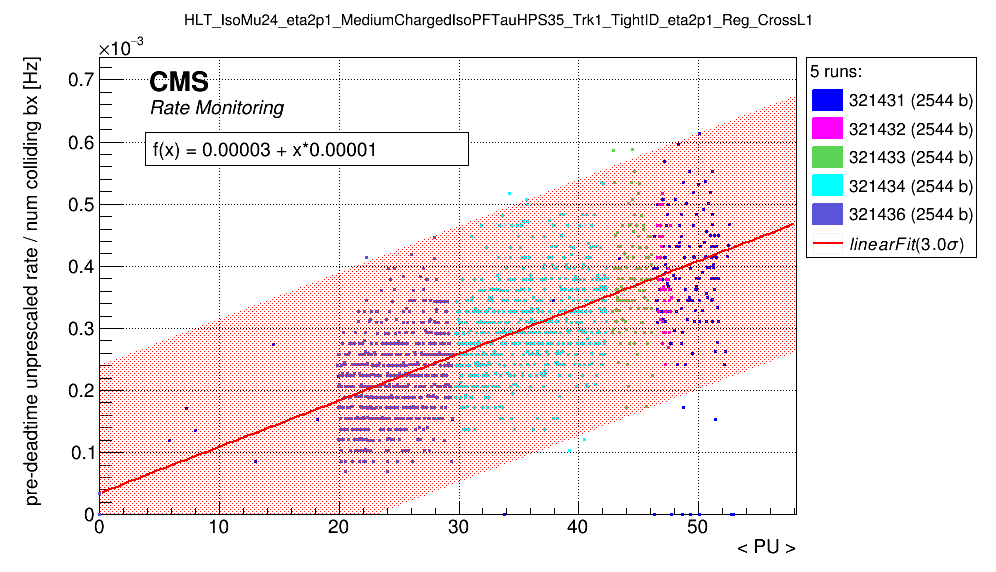 HLT_IsoMu24_eta2p1_MediumChargedIsoPFTauHPS35_Trk1_TightID_eta2p1_Reg_CrossL1
×10⁻³
pre-deadtime unprescaled rate / num colliding bx [Hz]
0.7
0.6
0.5
0.4
0.3
0.2
0.1
0
CMS
Rate Monitoring
f(x) = 0.00003 + x*0.00001
0 10 20 30 40 50
< PU >
5 runs:
321431 (2544 b)
321432 (2544 b)
321433 (2544 b)
321434 (2544 b)
321436 (2544 b)
linearFit(3.0σ)